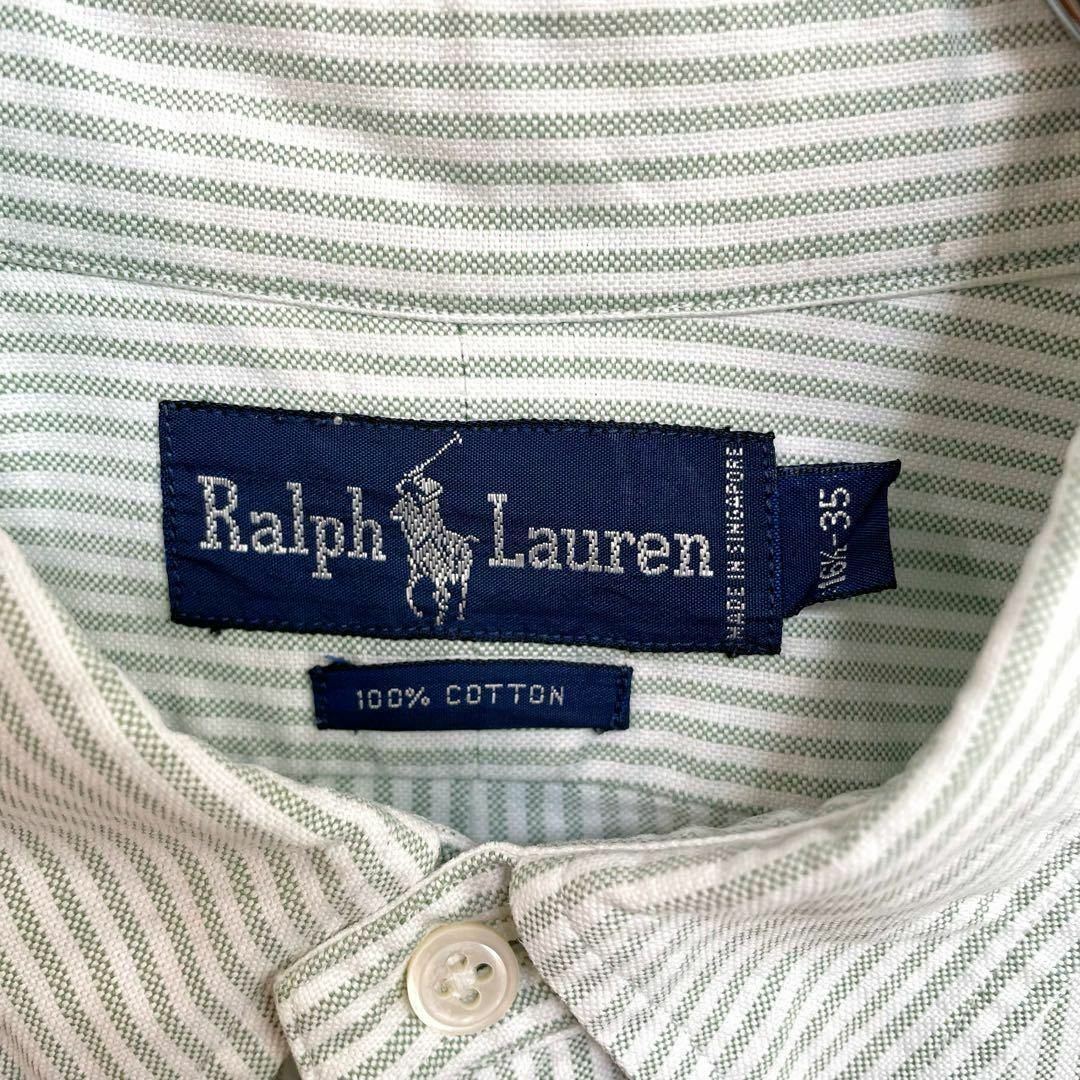 Ralph Lauren
MADE IN SINGAPORE
16½-35
100% COTTON